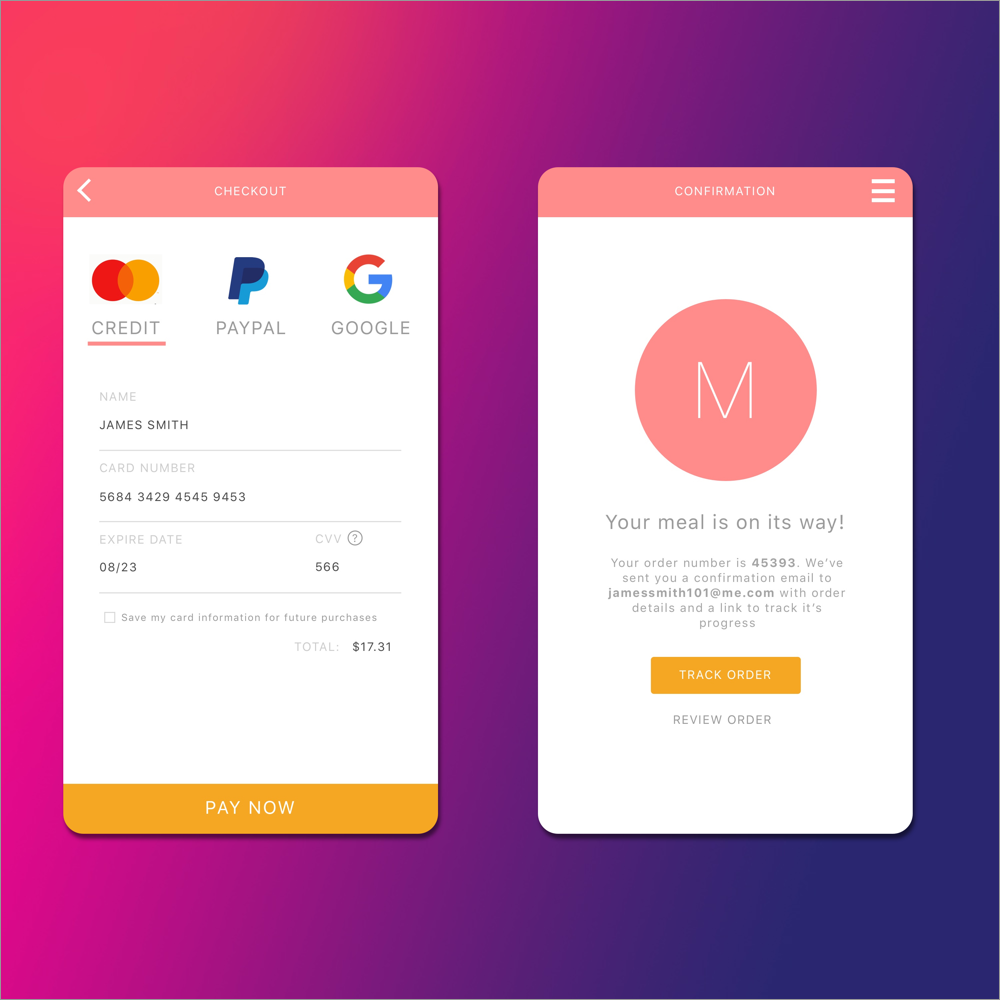 CHECKOUT
CREDIT
PAYPAL
GOOGLE
NAME
JAMES SMITH
CARD NUMBER
5684 3429 4545 9453
EXPIRE DATE
CVV ?
08/23
566
Save my card information for future purchases
TOTAL: $17.31
PAY NOW
CONFIRMATION
M
Your meal is on its way!
Your order number is 45393. We've
sent you a confirmation email to
jamessmith101@me.com with order
details and a link to track it's
progress
TRACK ORDER
REVIEW ORDER